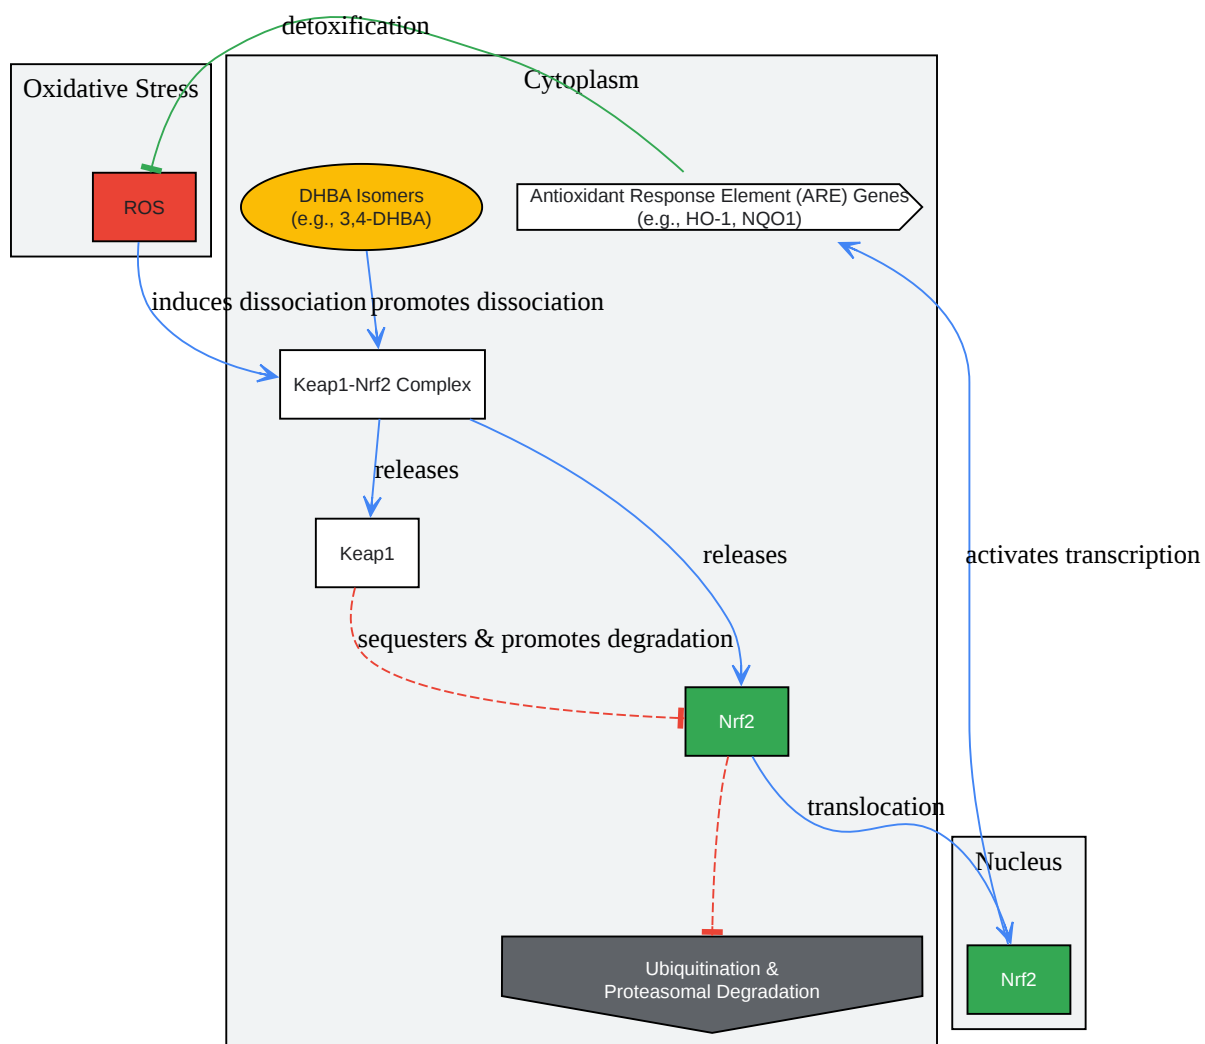 detoxification
Oxidative Stress
Cytoplasm
ROS
DHBA Isomers
(e.g., 3,4-DHBA)
Antioxidant Response Element (ARE) Genes
(e.g., HO-1, NQO1)
induces dissociation
promotes dissociation
Keap1-Nrf2 Complex
releases
Keap1
releases
activates transcription
sequesters & promotes degradation
Nrf2
translocation
Nucleus
Ubiquitination &
Proteasomal Degradation
Nrf2